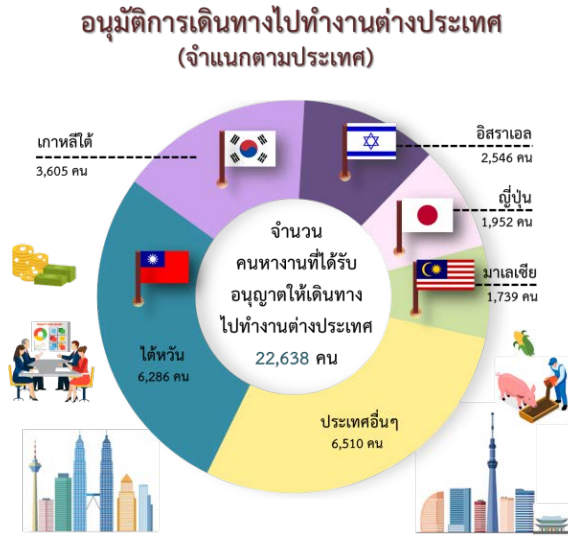 อนุมัติการเดินทางไปทำงานต่างประเทศ
(จำแนกตามประเทศ)
เกาหลีใต้
3,605 คน
อิสราเอล
2,546 คน
ญี่ปุ่น
1,952 คน
มาเลเซีย
1,739 คน
จำนวน
คนหางานที่ได้รับ
อนุญาตให้เดินทาง
ไปทำงานต่างประเทศ
22,638 คน
ไต้หวัน
6,286 คน
ประเทศอื่นๆ
6,510 คน